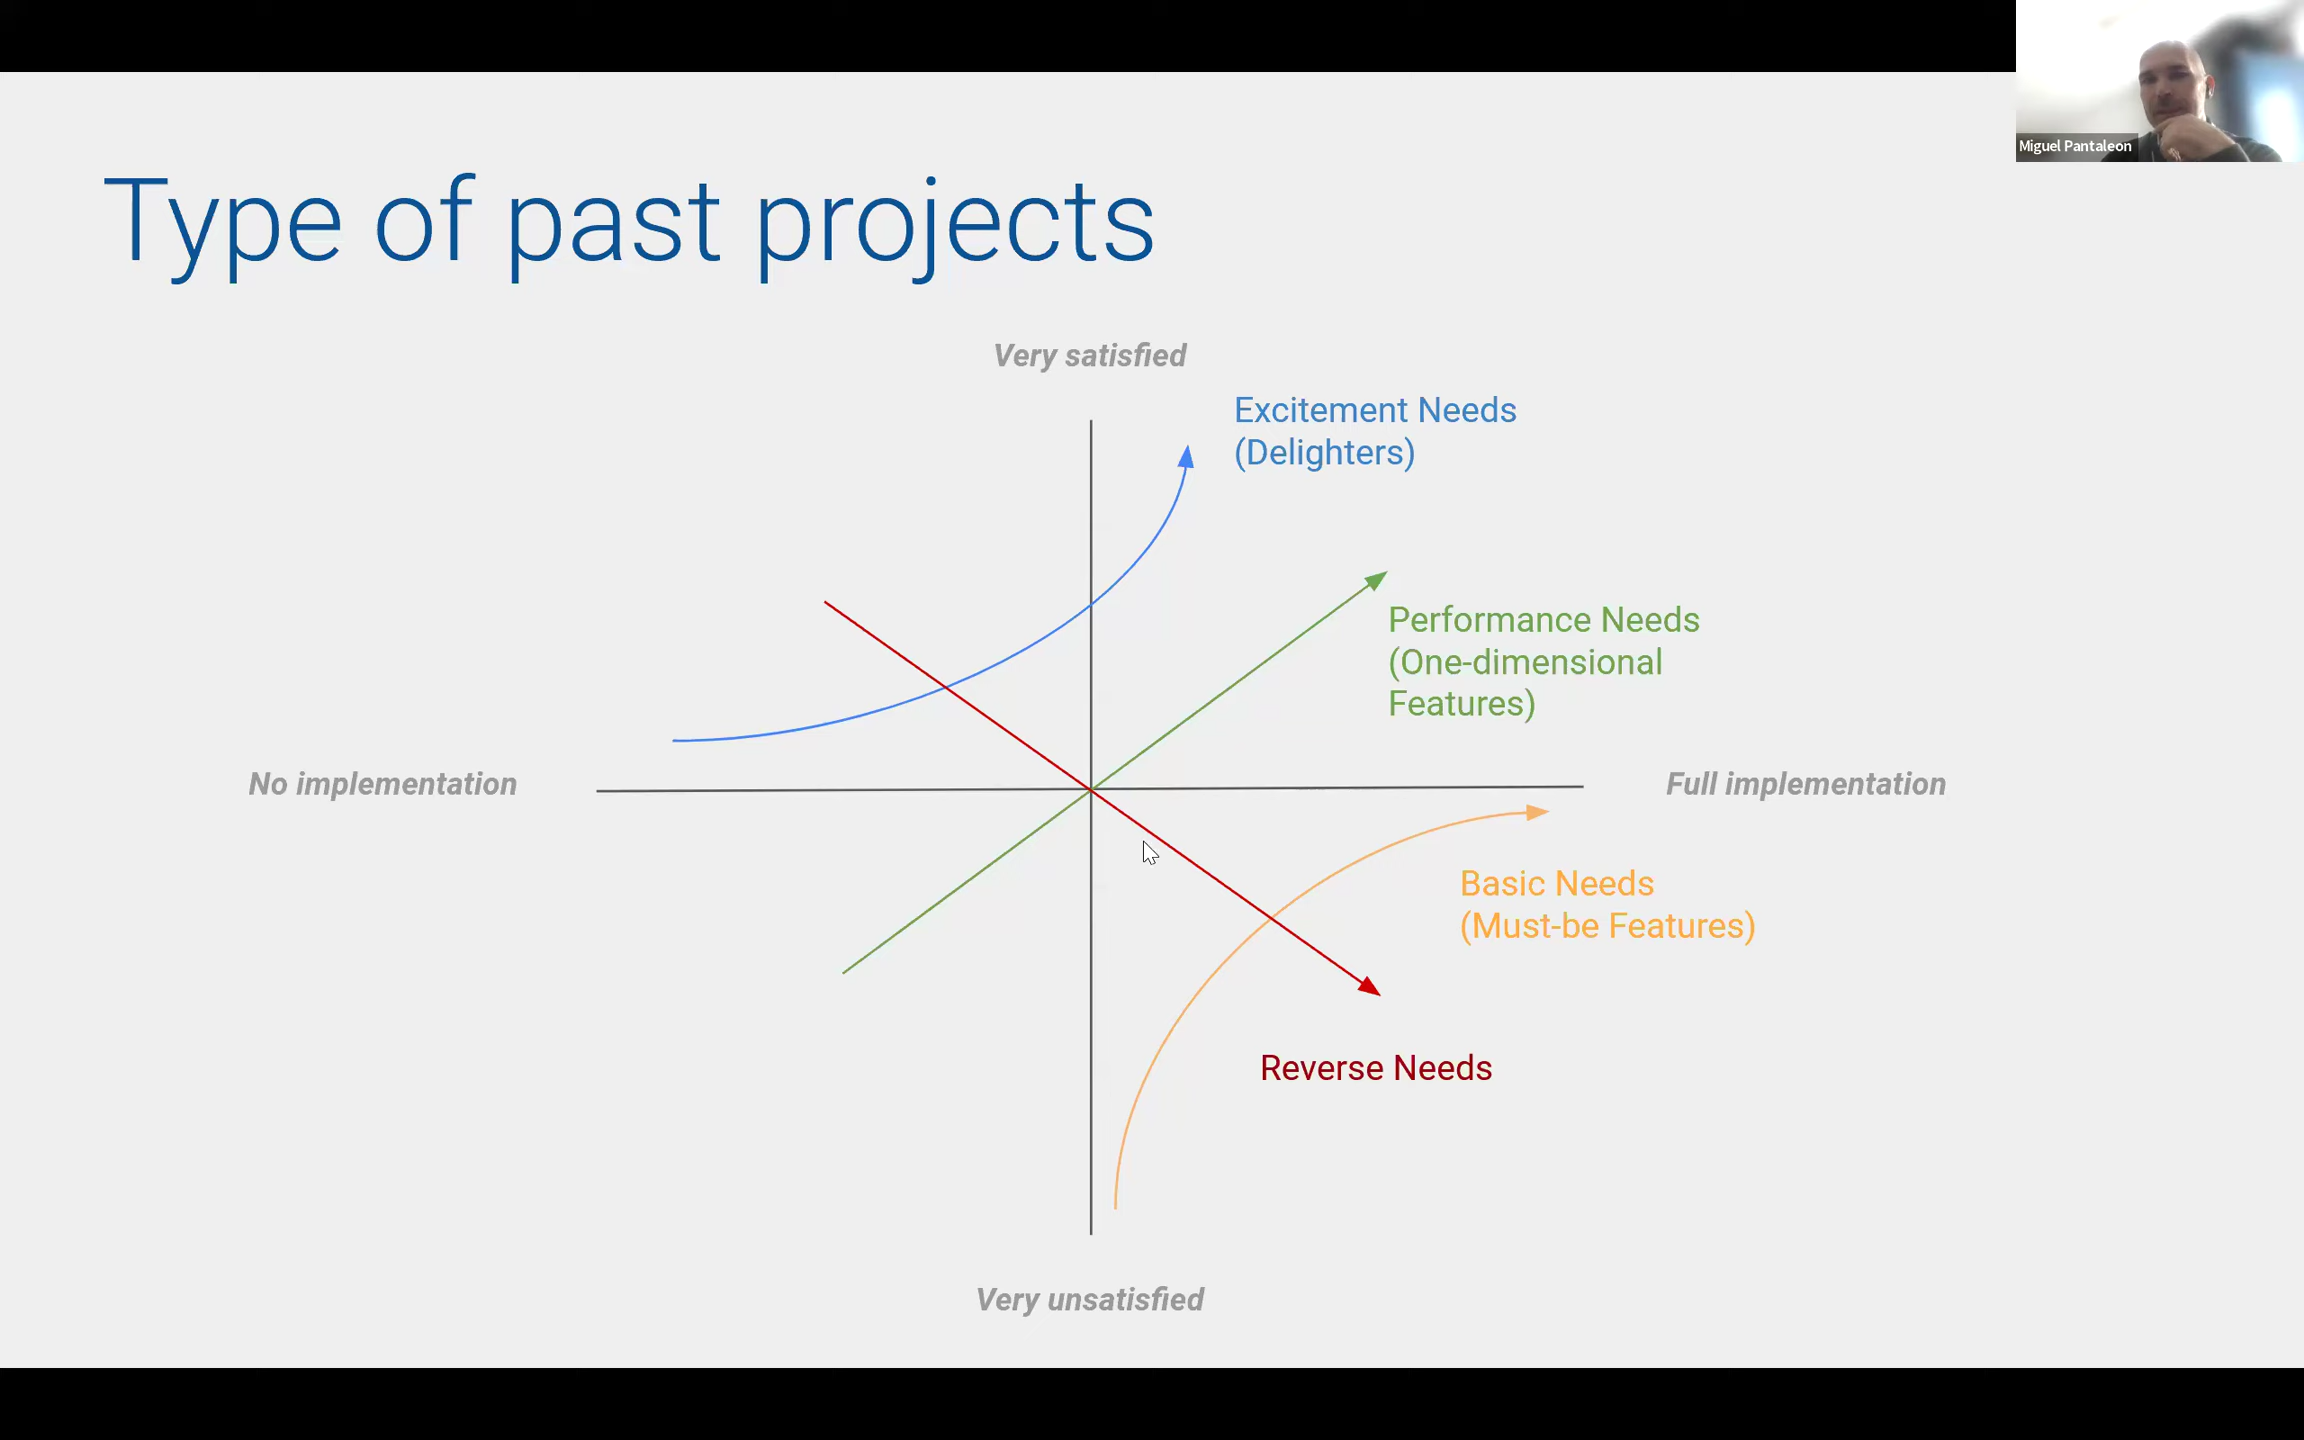 Miguel Pantaleon
Type of past projects
Very satisfied
Excitement Needs
(Delighters)
Performance Needs
(One-dimensional
Features)
No implementation
Full implementation
Basic Needs
(Must-be Features)
Reverse Needs
Very unsatisfied